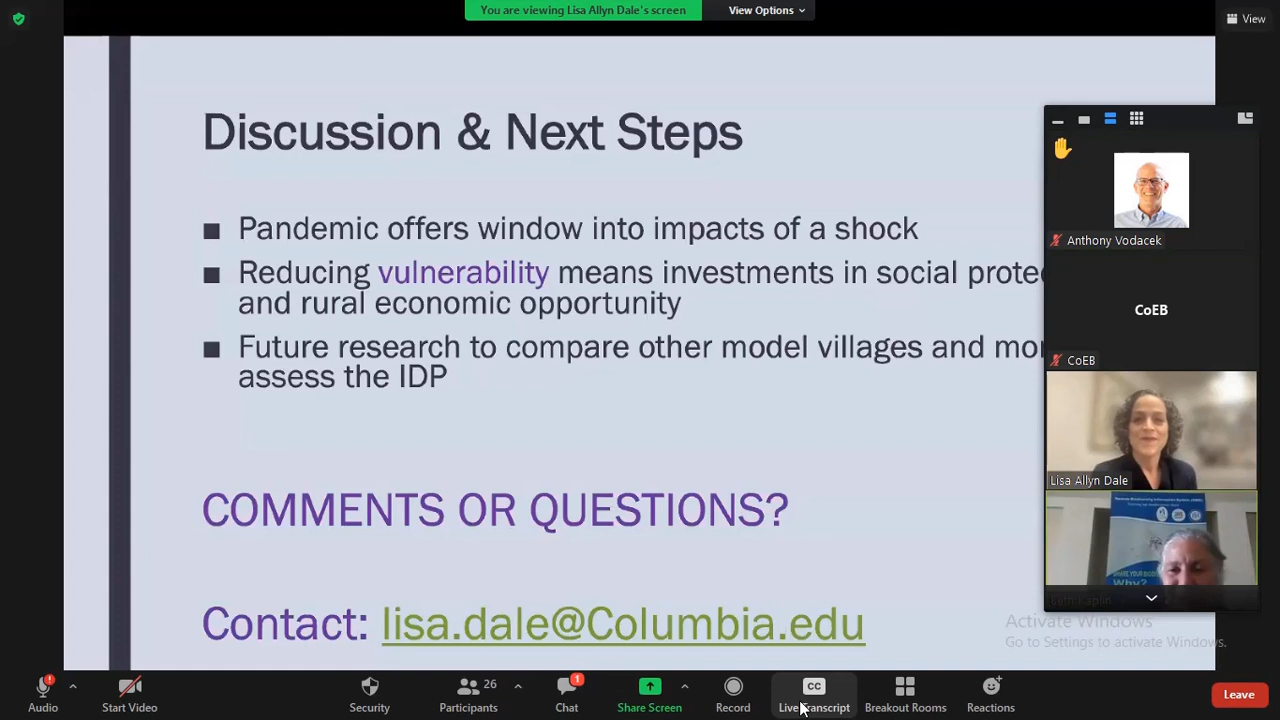 You are viewing Lisa Allyn Dale's screen
View Options
View
Discussion & Next Steps
■ Pandemic offers window into impacts of a shock
■ Reducing vulnerability means investments in social
and rural economic opportunity
■ Future research to compare other model villages and
assess the IDP
COMMENTS OR QUESTIONS?
Contact: lisa.dale@Columbia.edu
Anthony Vodacek
CoEB
CoEB
Lisa Allyn Dale
Why?
Activate Windows
Go to Settings to activate Windows.
Audio
Start Video
Security
26
Participants
1
Chat
Share Screen
Record
CC
Live Transcript
Breakout Rooms
Reactions
Leave